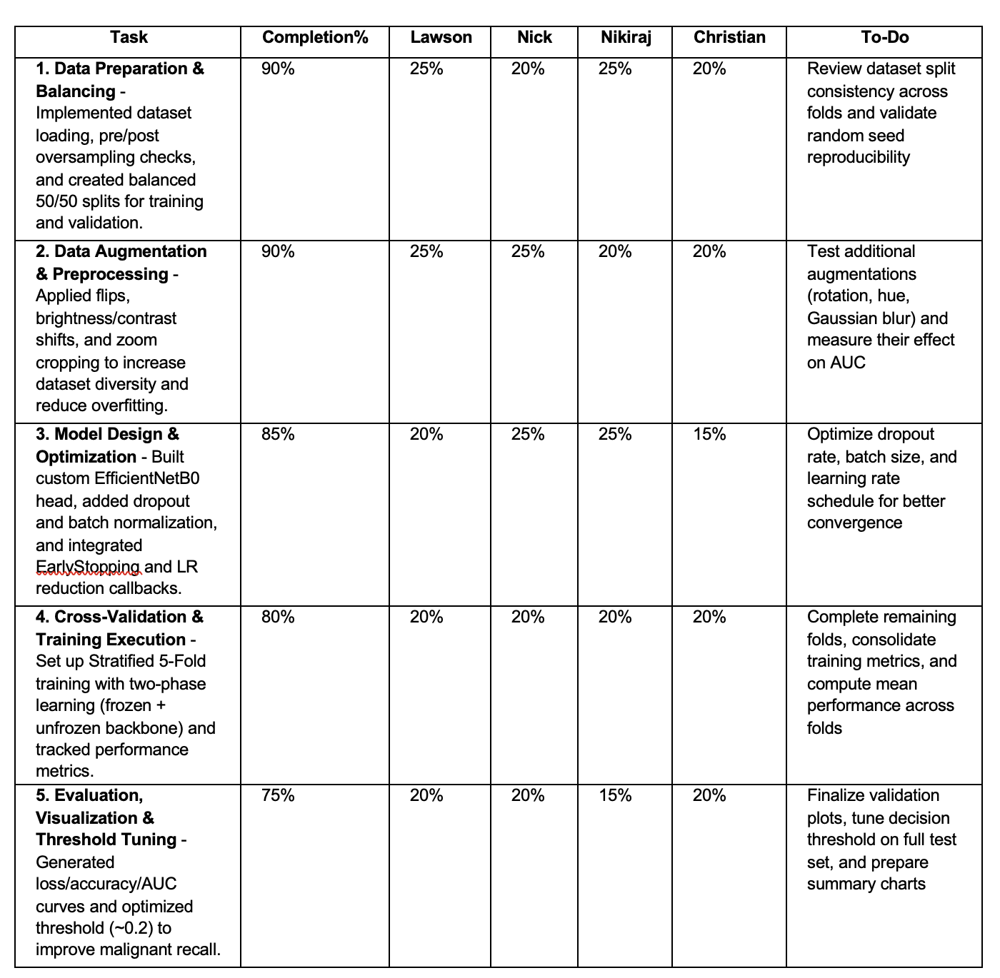 Task Completion% Lawson Nick Nikiraj Christian To-Do
1. Data Preparation &
Balancing -
Implemented dataset
loading, pre/post
oversampling checks,
and created balanced
50/50 splits for training
and validation.
90%
25%
20%
25%
20%
Review dataset split
consistency across
folds and validate
random seed
reproducibility
2. Data Augmentation
& Preprocessing -
Applied flips,
brightness/contrast
shifts, and zoom
cropping to increase
dataset diversity and
reduce overfitting.
90%
25%
25%
20%
20%
Test additional
augmentations
(rotation, hue,
Gaussian blur) and
measure their effect
on AUC
3. Model Design &
Optimization - Built
custom EfficientNetB0
head, added dropout
and batch normalization,
and integrated
EarlyStopping and LR
reduction callbacks.
85%
20%
25%
25%
15%
Optimize dropout
rate, batch size, and
learning rate
schedule for better
convergence
4. Cross-Validation &
Training Execution -
Set up Stratified 5-Fold
training with two-phase
learning (frozen +
unfrozen backbone) and
tracked performance
metrics.
80%
20%
20%
20%
20%
Complete remaining
folds, consolidate
training metrics, and
compute mean
performance across
folds
5. Evaluation,
Visualization &
Threshold Tuning -
Generated
loss/accuracy/AUC
curves and optimized
threshold (~0.2) to
improve malignant recall.
75%
20%
20%
15%
20%
Finalize validation
plots, tune decision
threshold on full test
set, and prepare
summary charts